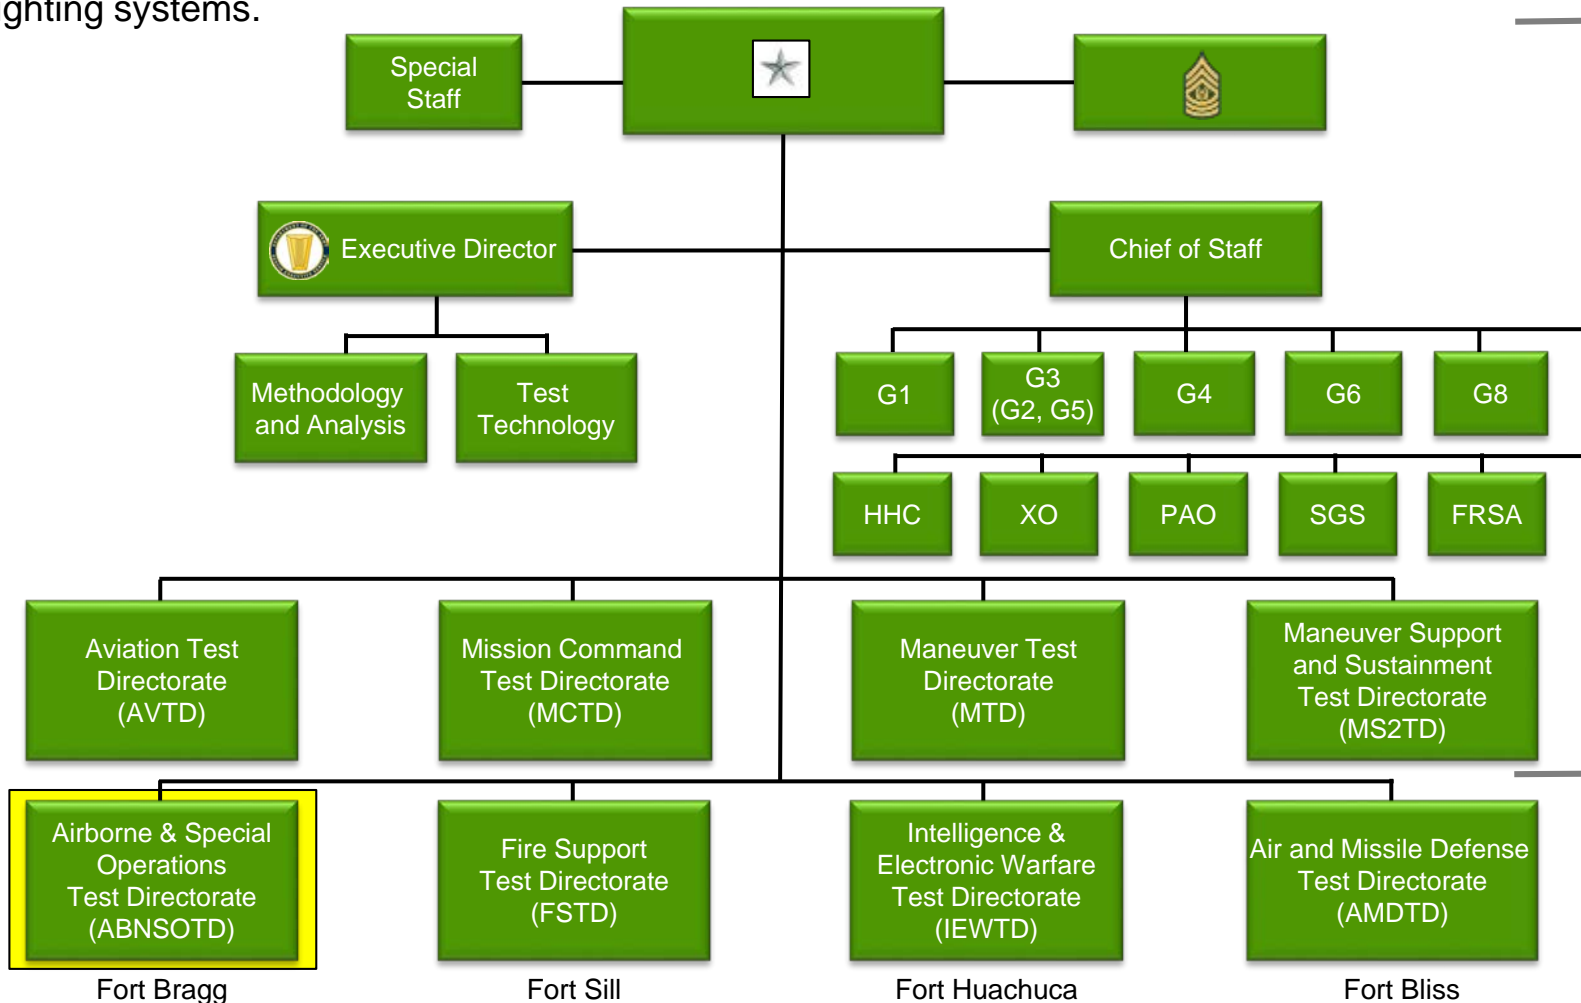 ighting systems.
Special
Staff
Executive Director
Chief of Staff
Methodology
and Analysis
Test
Technology
G1
G3
(G2, G5)
G4
G6
G8
HHC
XO
PAO
SGS
FRSA
Aviation Test
Directorate
(AVTD)
Mission Command
Test Directorate
(MCTD)
Maneuver Test
Directorate
(MTD)
Maneuver Support
and Sustainment
Test Directorate
(MS2TD)
Airborne & Special
Operations
Test Directorate
(ABNSOTD)
Fire Support
Test Directorate
(FSTD)
Intelligence &
Electronic Warfare
Test Directorate
(IEWTD)
Air and Missile Defense
Test Directorate
(AMDTD)
Fort Bragg
Fort Sill
Fort Huachuca
Fort Bliss